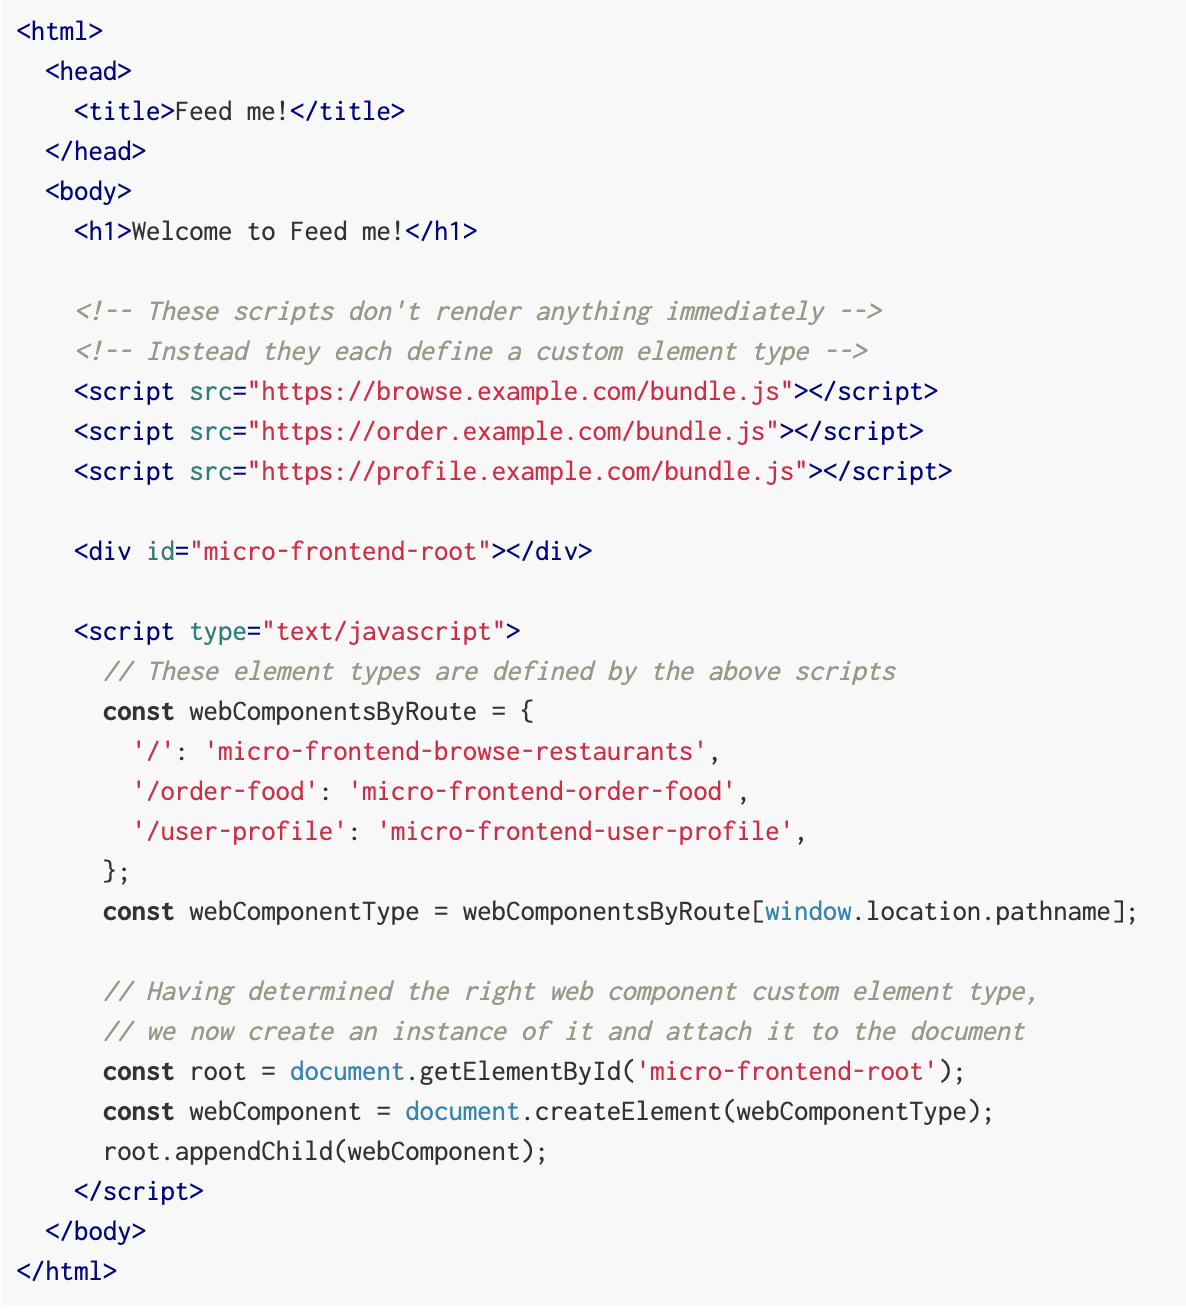 <html>
  <head>
    <title>Feed me!</title>
  </head>
  <body>
    <h1>Welcome to Feed me!</h1>

    <!-- These scripts don't render anything immediately -->
    <!-- Instead they each define a custom element type -->
    <script src="https://browse.example.com/bundle.js"></script>
    <script src="https://order.example.com/bundle.js"></script>
    <script src="https://profile.example.com/bundle.js"></script>

    <div id="micro-frontend-root"></div>

    <script type="text/javascript">
      // These element types are defined by the above scripts
      const webComponentsByRoute = {
        '/': 'micro-frontend-browse-restaurants',
        '/order-food': 'micro-frontend-order-food',
        '/user-profile': 'micro-frontend-user-profile',
      };
      const webComponentType = webComponentsByRoute[window.location.pathname];

      // Having determined the right web component custom element type,
      // we now create an instance of it and attach it to the document
      const root = document.getElementById('micro-frontend-root');
      const webComponent = document.createElement(webComponentType);
      root.appendChild(webComponent);
    </script>
  </body>
</html>